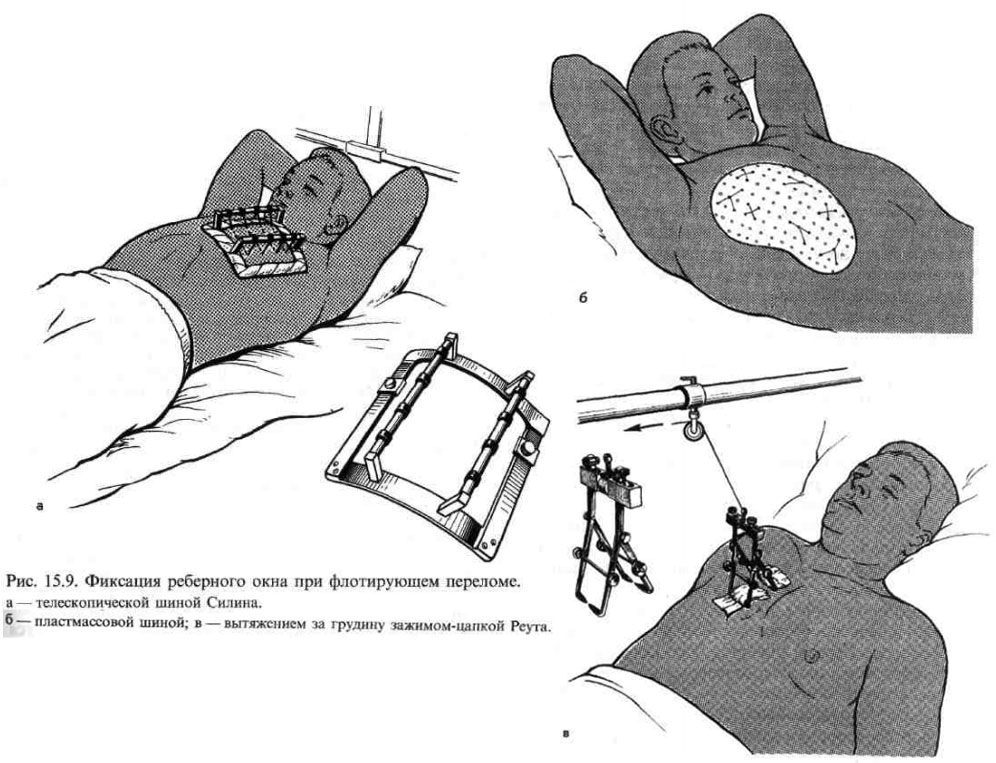 б
а
в
Рис. 15.9. Фиксация реберного окна при флотирующем переломе.
а — телескопической шиной Силина.
б — пластмассовой шиной; в — вытяжением за грудину зажимом-цапкой Реута.